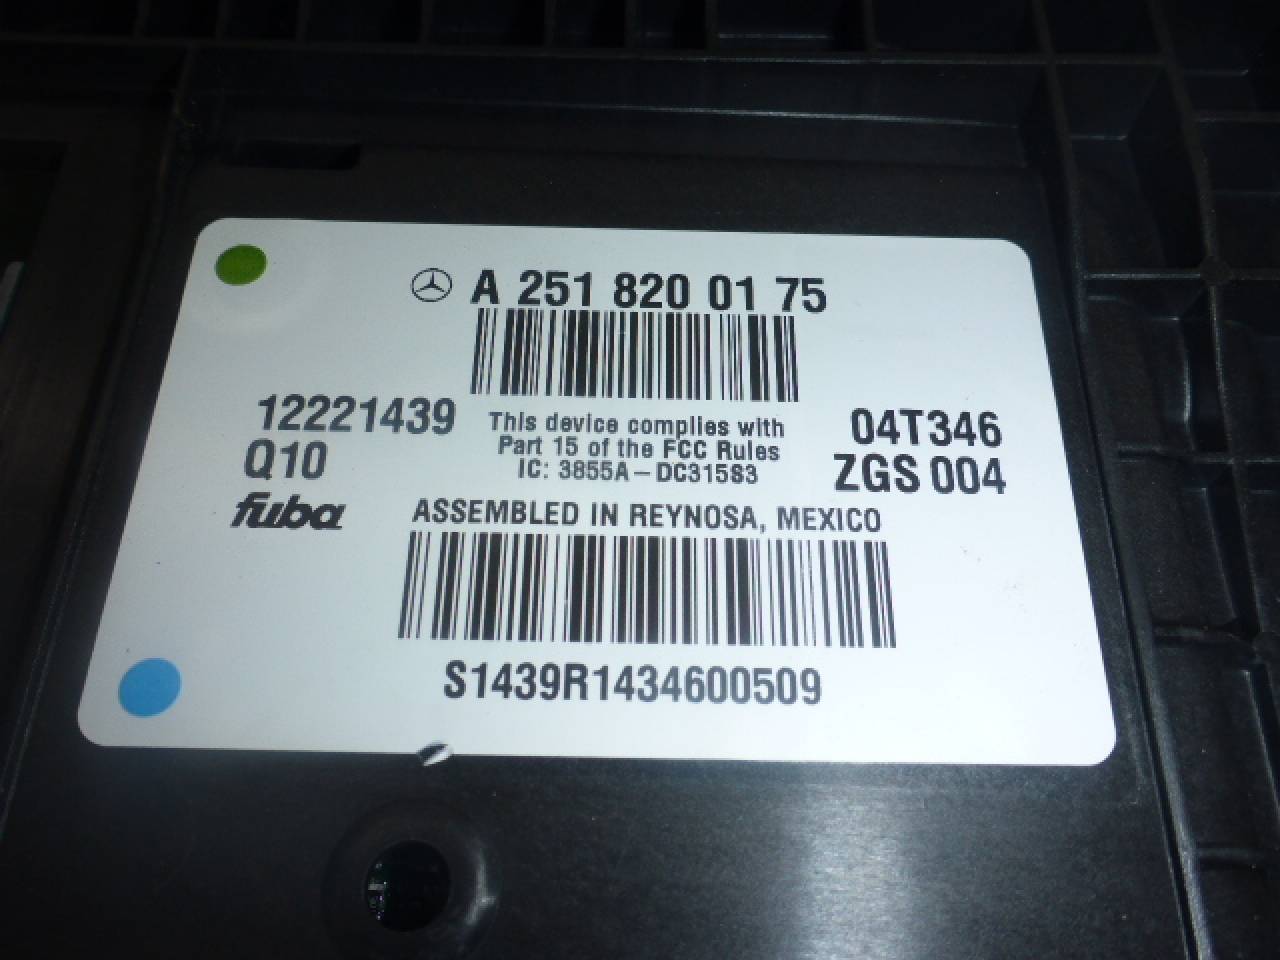 A 251 820 01 75
12221439
Q10
fuba
This device complies with
Part 15 of the FCC Rules
IC: 3855A-DC315S3
04T346
ZGS 004
ASSEMBLED IN REYNOSA, MEXICO
S1439R1434600509